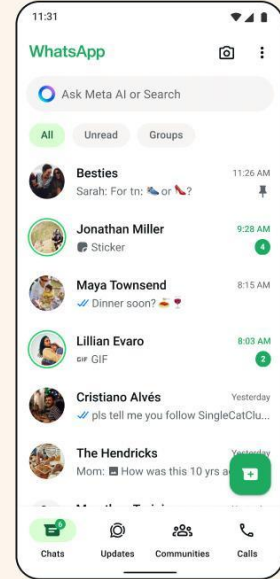 11:31
WhatsApp
Ask Meta AI or Search
All Unread Groups
Besties 11:26 AM
Sarah: For tn: 👟 or 👠?
Jonathan Miller 9:28 AM
Sticker 4
Maya Townsend 8:15 AM
Dinner soon? 🍝🍷
Lillian Evaro 8:03 AM
GIF GIF 2
Cristiano Alvés Yesterday
pls tell me you follow SingleCatClu...
The Hendricks Yesterday
Mom: How was this 10 yrs a
6
Chats Updates Communities Calls